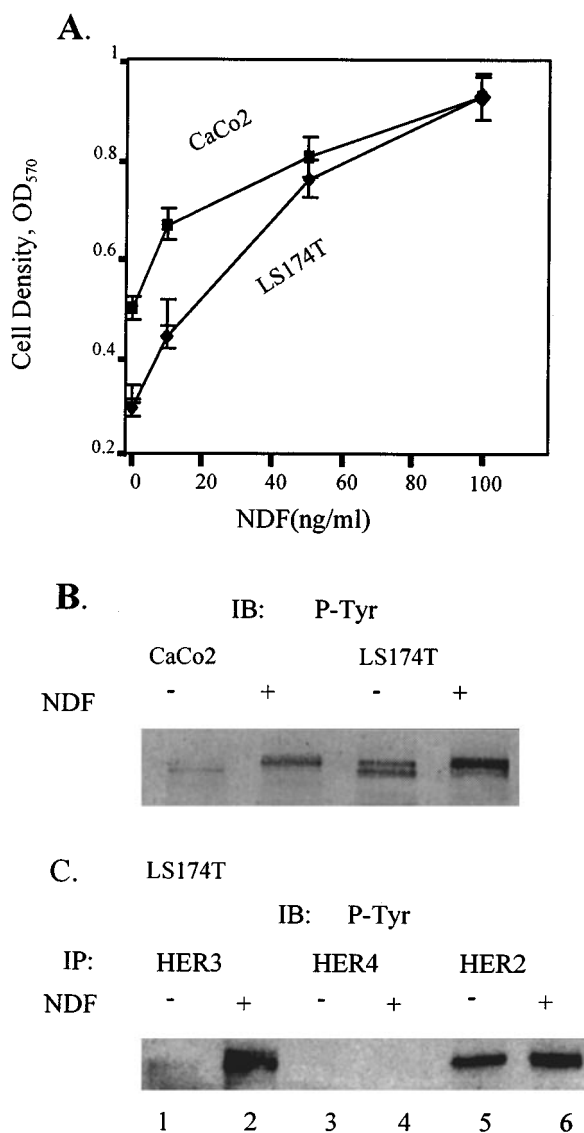 A.
1
0.8
0.6
0.4
0.2
Cell Density, OD570
CaCo2
LS174T
0 20 40 60 80 100
NDF(ng/ml)
B.
IB: P-Tyr
CaCo2 LS174T
NDF - + - +
C. LS174T
IB: P-Tyr
IP: HER3 HER4 HER2
NDF - + - + - +
1 2 3 4 5 6